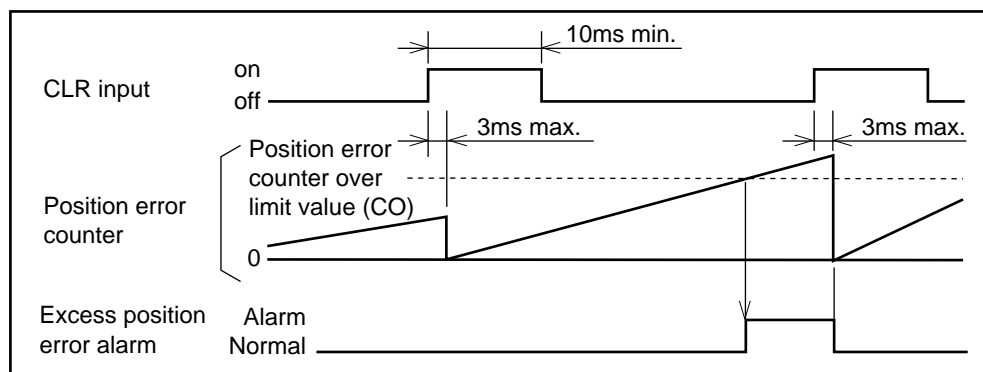 10ms min.
on
CLR input
off
3ms max.
3ms max.
Position error
counter over
limit value (CO)
Position error
counter
0
Excess position
error alarm
Alarm
Normal